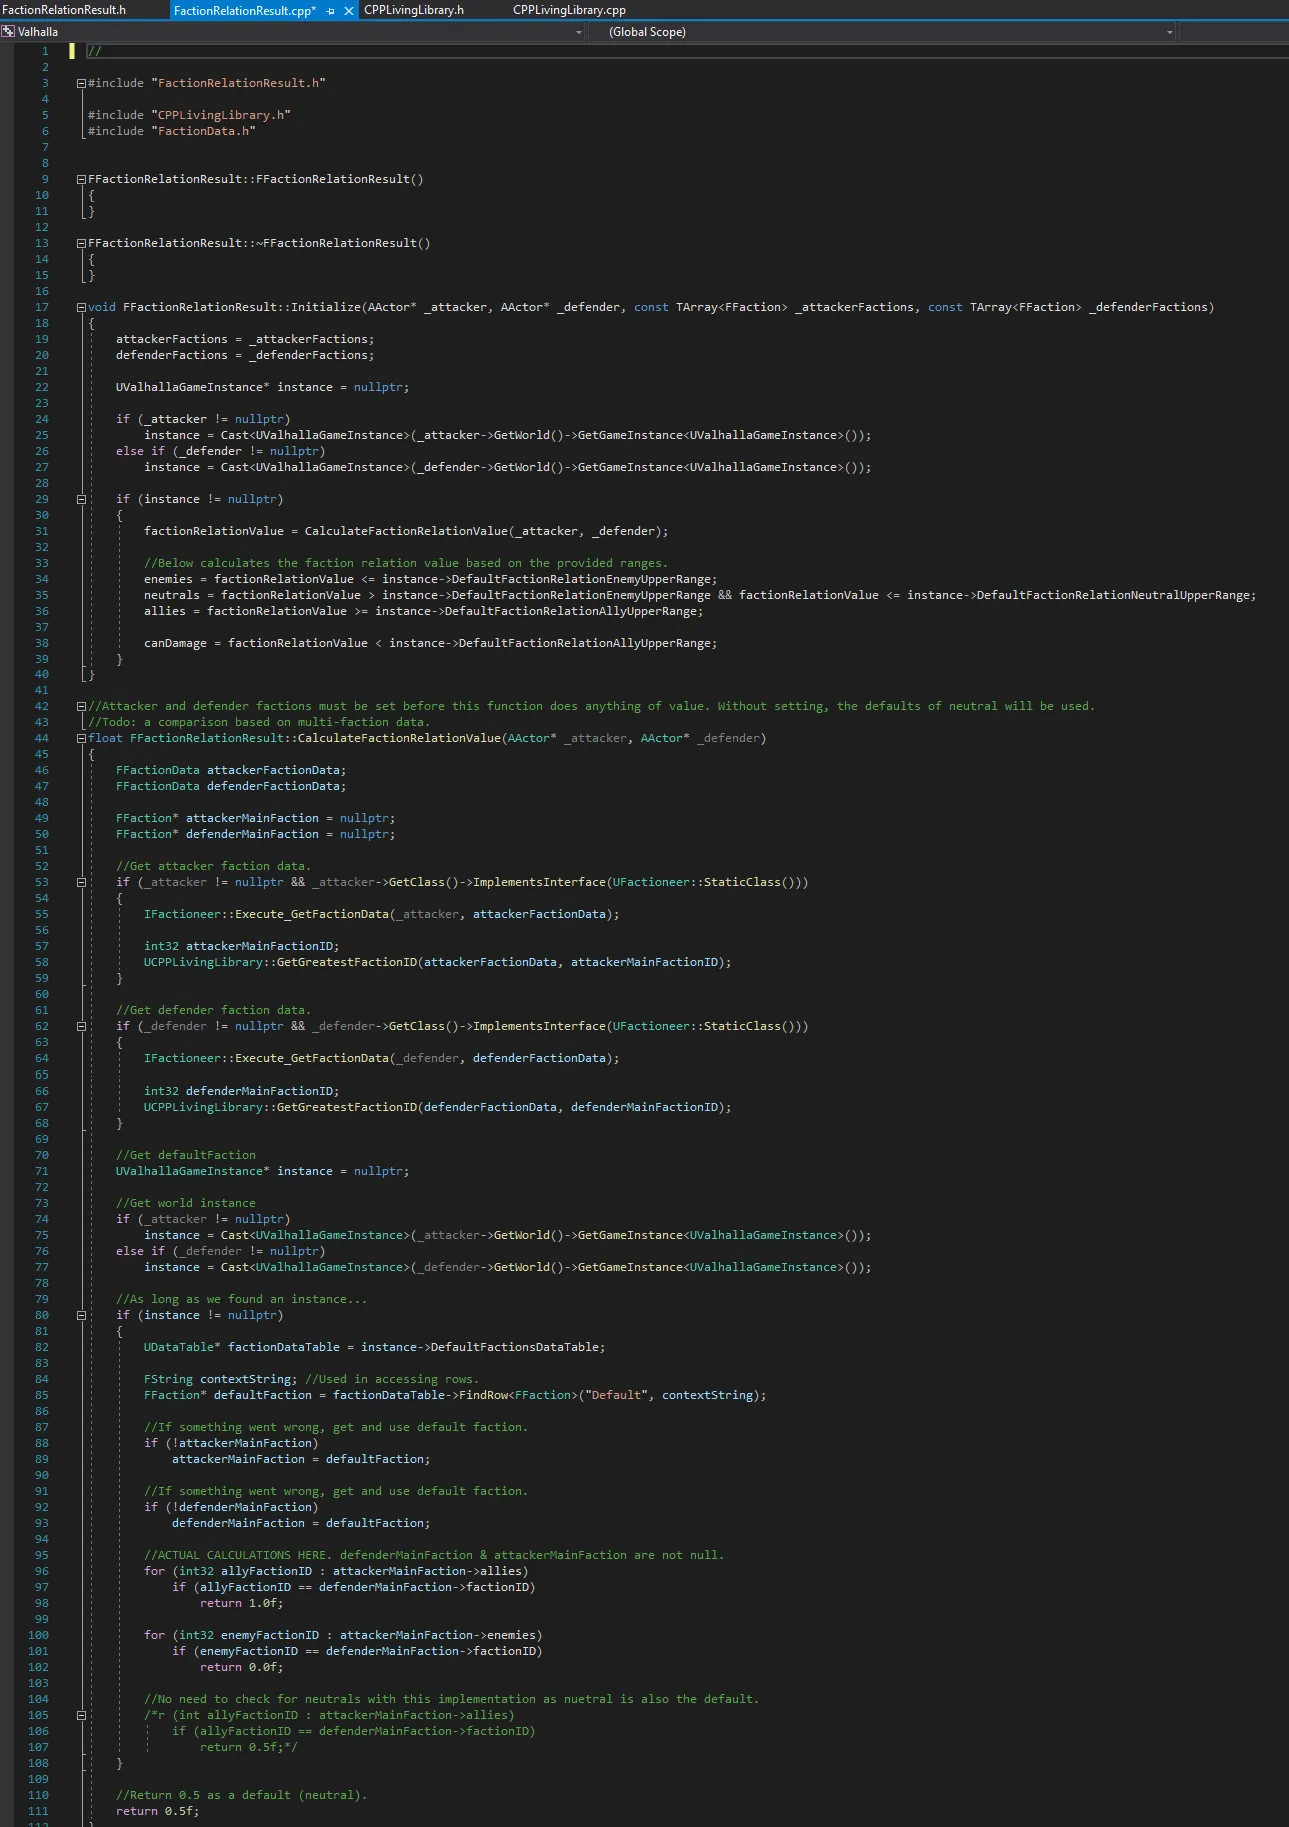 FactionRelationResult.h FactionRelationResult.cpp* CPPLivingLibrary.h CPPLivingLibrary.cpp
Valhalla (Global Scope)
1 //
2
3 #include "FactionRelationResult.h"
4
5 #include "CPPLivingLibrary.h"
6 #include "FactionData.h"
7
8
9 FFactionRelationResult::FFactionRelationResult()
10 {
11 }
12
13 FFactionRelationResult::~FFactionRelationResult()
14 {
15 }
16
17 void FFactionRelationResult::Initialize(AActor* _attacker, AActor* _defender, const TArray<FFaction> _attackerFactions, const TArray<FFaction> _defenderFactions)
18 {
19 attackerFactions = _attackerFactions;
20 defenderFactions = _defenderFactions;
21
22 UValhallaGameInstance* instance = nullptr;
23
24 if (_attacker != nullptr)
25 instance = Cast<UValhallaGameInstance>(_attacker->GetWorld()->GetGameInstance<UValhallaGameInstance>());
26 else if (_defender != nullptr)
27 instance = Cast<UValhallaGameInstance>(_defender->GetWorld()->GetGameInstance<UValhallaGameInstance>());
28
29 if (instance != nullptr)
30 {
31 factionRelationValue = CalculateFactionRelationValue(_attacker, _defender);
32
33 //Below calculates the faction relation value based on the provided ranges.
34 enemies = factionRelationValue <= instance->DefaultFactionRelationEnemyUpperRange;
35 neutrals = factionRelationValue > instance->DefaultFactionRelationEnemyUpperRange && factionRelationValue <= instance->DefaultFactionRelationNeutralUpperRange;
36 allies = factionRelationValue >= instance->DefaultFactionRelationAllyUpperRange;
37
38 canDamage = factionRelationValue < instance->DefaultFactionRelationAllyUpperRange;
39 }
40 }
41
42 //Attacker and defender factions must be set before this function does anything of value. Without setting, the defaults of neutral will be used.
43 //Todo: a comparison based on multi-faction data.
44 float FFactionRelationResult::CalculateFactionRelationValue(AActor* _attacker, AActor* _defender)
45 {
46 FFactionData attackerFactionData;
47 FFactionData defenderFactionData;
48
49 FFaction* attackerMainFaction = nullptr;
50 FFaction* defenderMainFaction = nullptr;
51
52 //Get attacker faction data.
53 if (_attacker != nullptr && _attacker->GetClass()->ImplementsInterface(UFactioneer::StaticClass()))
54 {
55 IFactioneer::Execute_GetFactionData(_attacker, attackerFactionData);
56
57 int32 attackerMainFactionID;
58 UCPPLivingLibrary::GetGreatestFactionID(attackerFactionData, attackerMainFactionID);
59 }
60
61 //Get defender faction data.
62 if (_defender != nullptr && _defender->GetClass()->ImplementsInterface(UFactioneer::StaticClass()))
63 {
64 IFactioneer::Execute_GetFactionData(_defender, defenderFactionData);
65
66 int32 defenderMainFactionID;
67 UCPPLivingLibrary::GetGreatestFactionID(defenderFactionData, defenderMainFactionID);
68 }
69
70 //Get defaultFaction
71 UValhallaGameInstance* instance = nullptr;
72
73 //Get world instance
74 if (_attacker != nullptr)
75 instance = Cast<UValhallaGameInstance>(_attacker->GetWorld()->GetGameInstance<UValhallaGameInstance>());
76 else if (_defender != nullptr)
77 instance = Cast<UValhallaGameInstance>(_defender->GetWorld()->GetGameInstance<UValhallaGameInstance>());
78
79 //As long as we found an instance...
80 if (instance != nullptr)
81 {
82 UDataTable* factionDataTable = instance->DefaultFactionsDataTable;
83
84 FString contextString; //Used in accessing rows.
85 FFaction* defaultFaction = factionDataTable->FindRow<FFaction>("Default", contextString);
86
87 //If something went wrong, get and use default faction.
88 if (!attackerMainFaction)
89 attackerMainFaction = defaultFaction;
90
91 //If something went wrong, get and use default faction.
92 if (!defenderMainFaction)
93 defenderMainFaction = defaultFaction;
94
95 //ACTUAL CALCULATIONS HERE. defenderMainFaction & attackerMainFaction are not null.
96 for (int32 allyFactionID : attackerMainFaction->allies)
97 if (allyFactionID == defenderMainFaction->factionID)
98 return 1.0f;
99
100 for (int32 enemyFactionID : attackerMainFaction->enemies)
101 if (enemyFactionID == defenderMainFaction->factionID)
102 return 0.0f;
103
104 //No need to check for neutrals with this implementation as nuetral is also the default.
105 /*r (int allyFactionID : attackerMainFaction->allies)
106 if (allyFactionID == defenderMainFaction->factionID)
107 return 0.5f;*/
108 }
109
110 //Return 0.5 as a default (neutral).
111 return 0.5f;
112 }